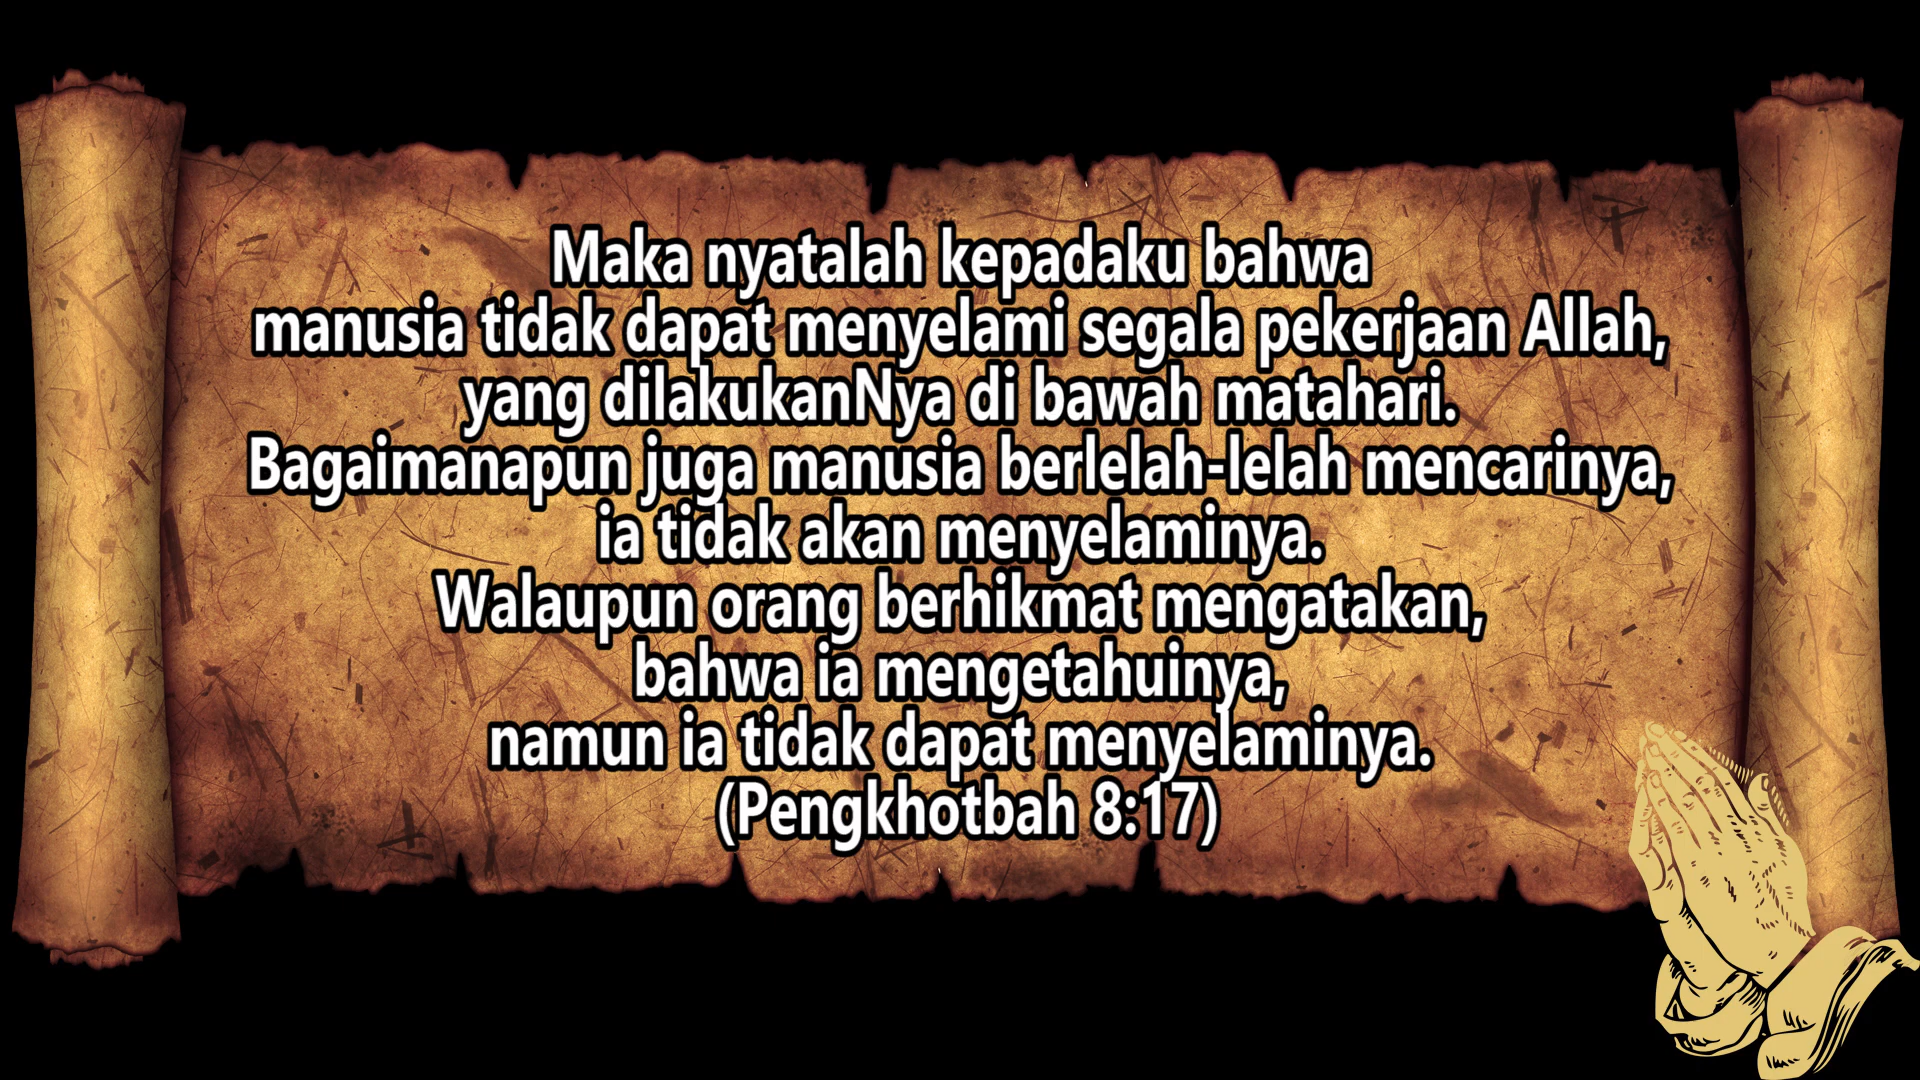 Maka nyatalah kepadaku bahwa
manusia tidak dapat menyelami segala pekerjaan Allah,
yang dilakukanNya di bawah matahari.
Bagaimanapun juga manusia berlelah-lelah mencarinya,
ia tidak akan menyelaminya.
Walaupun orang berhikmat mengatakan,
bahwa ia mengetahuinya,
namun ia tidak dapat menyelaminya.
(Pengkhotbah 8:17)